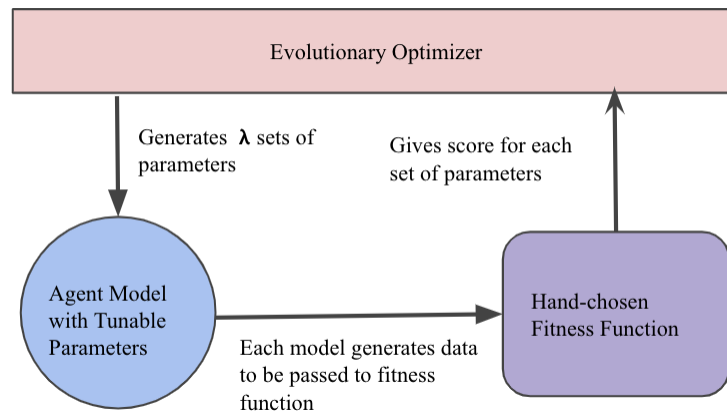 Evolutionary Optimizer
Generates λ sets of
parameters
Gives score for each
set of parameters
Agent Model
with Tunable
Parameters
Hand-chosen
Fitness Function
Each model generates data
to be passed to fitness
function